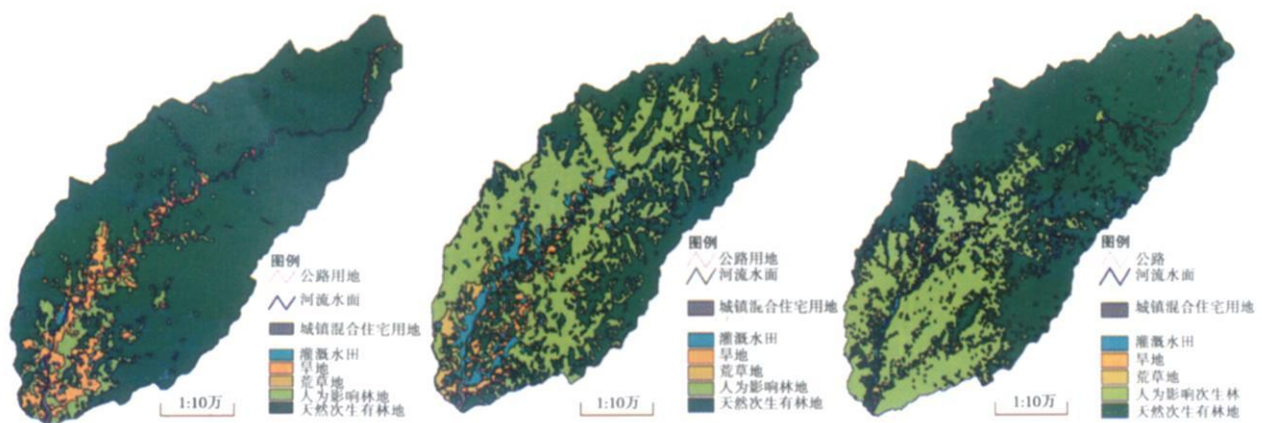 图例
公路用地
河流水面
城镇混合住宅用地
灌溉水田
旱地
荒草地
人为影响林地
天然次生有林地
1:10万
图例
公路用地
河流水面
城镇混合住宅用地
灌溉水田
旱地
荒草地
人为影响林地
天然次生有林地
1:10万
图例
公路
河流水面
城镇混合住宅用地
灌溉水田
旱地
荒草地
人为影响次生林
天然次生有林地
1:10万